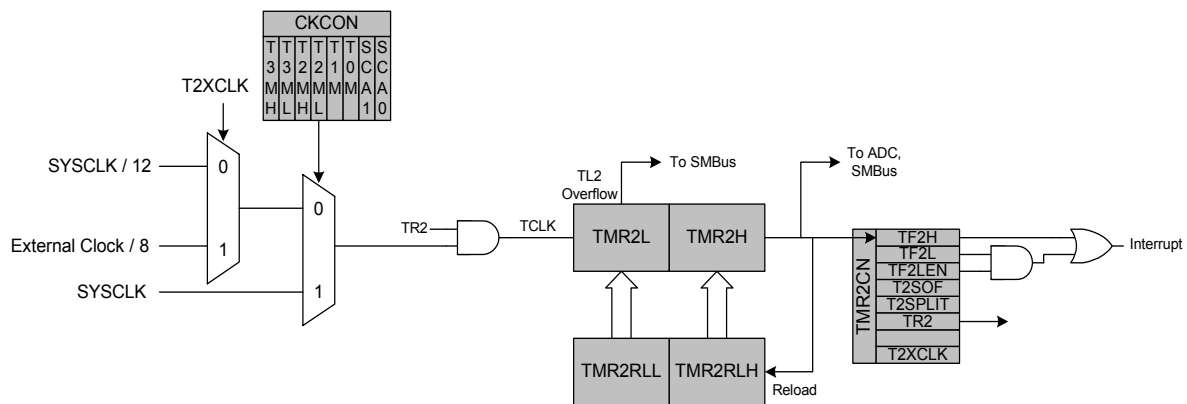 CKCON
T3MH T3ML T2MH T2ML T1M T0M SCA1 SCA0
T2XCLK
SYSCLK / 12
0
1
External Clock / 8
SYSCLK
0
1
TR2
TCLK
TL2
Overflow
To SMBus
To ADC,
SMBus
TMR2L
TMR2H
TMR2RLL
TMR2RLH
Reload
TMR2CN
TF2H
TF2L
TF2LEN
T2SOF
T2SPLIT
TR2
T2XCLK
Interrupt